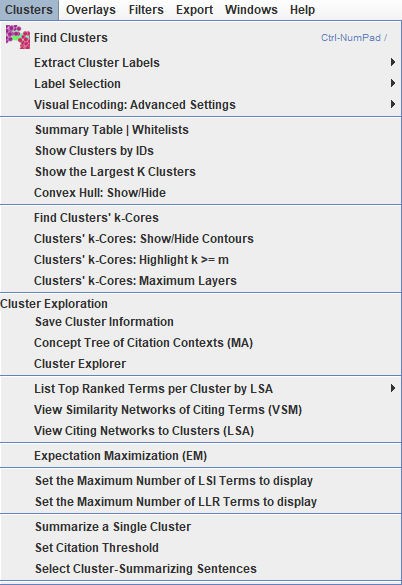 Clusters Overlays Filters Export Windows Help
Find Clusters Ctrl-NumPad /
Extract Cluster Labels
Label Selection
Visual Encoding: Advanced Settings
Summary Table | Whitelists
Show Clusters by IDs
Show the Largest K Clusters
Convex Hull: Show/Hide
Find Clusters' k-Cores
Clusters' k-Cores: Show/Hide Contours
Clusters' k-Cores: Highlight k >= m
Clusters' k-Cores: Maximum Layers
Cluster Exploration
Save Cluster Information
Concept Tree of Citation Contexts (MA)
Cluster Explorer
List Top Ranked Terms per Cluster by LSA
View Similarity Networks of Citing Terms (VSM)
View Citing Networks to Clusters (LSA)
Expectation Maximization (EM)
Set the Maximum Number of LSI Terms to display
Set the Maximum Number of LLR Terms to display
Summarize a Single Cluster
Set Citation Threshold
Select Cluster-Summarizing Sentences